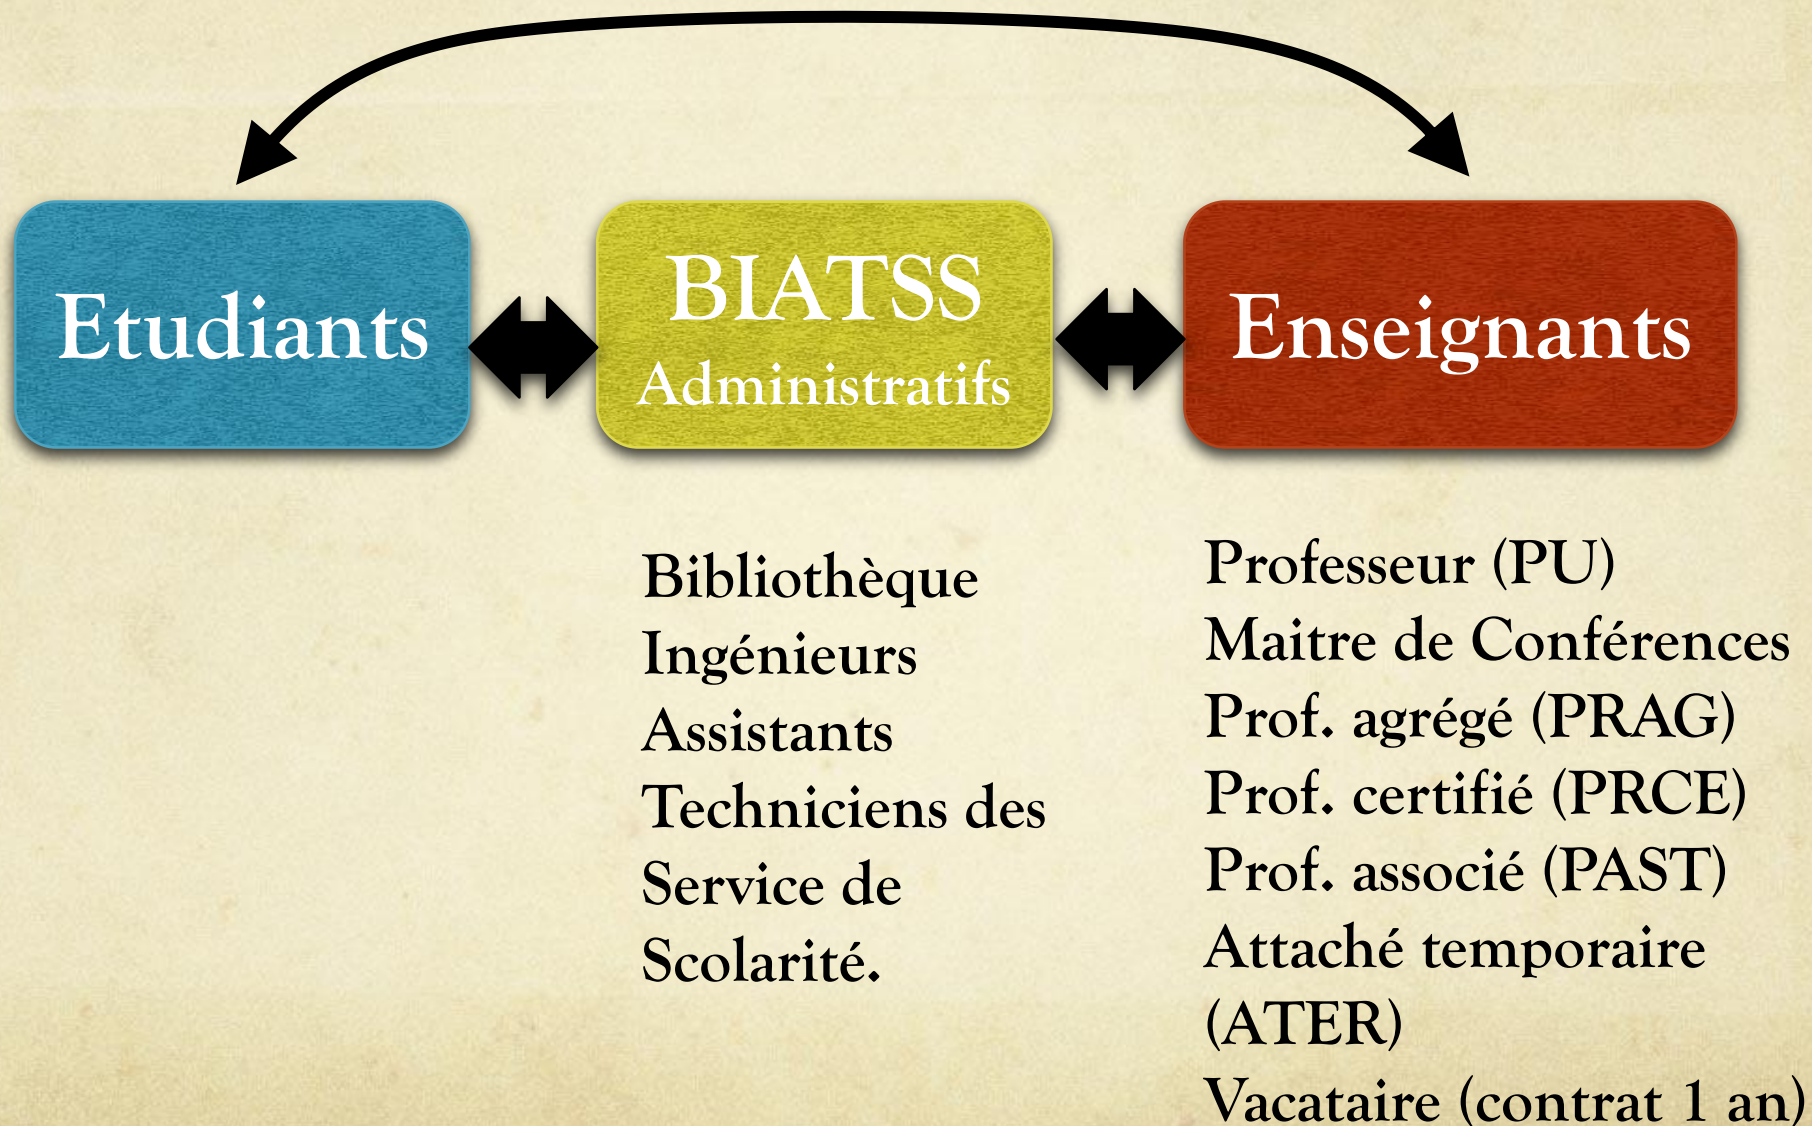 Etudiants
BIATSS
Administratifs
Enseignants
Bibliothèque
Ingénieurs
Assistants
Techniciens des
Service de
Scolarité.
Professeur (PU)
Maitre de Conférences
Prof. agrégé (PRAG)
Prof. certifié (PRCE)
Prof. associé (PAST)
Attaché temporaire
(ATER)
Vacataire (contrat 1 an)